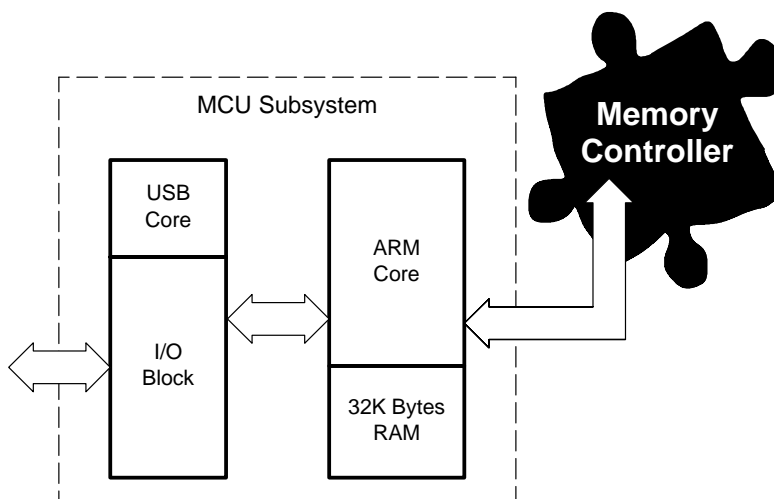 MCU Subsystem
Memory
Controller
USB
Core
I/O
Block
ARM
Core
32K Bytes
RAM